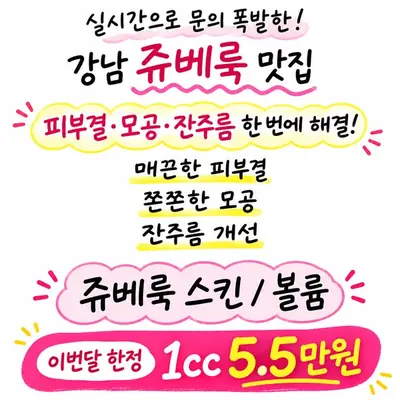 실시간으로 문의 폭발한!
강남 쥬베룩 맛집
피부결·모공·잔주름 한번에 해결!
매끈한 피부결
쫀쫀한 모공
잔주름 개선
쥬베룩 스킨 / 볼륨
이번달 한정 1cc 5.5만원